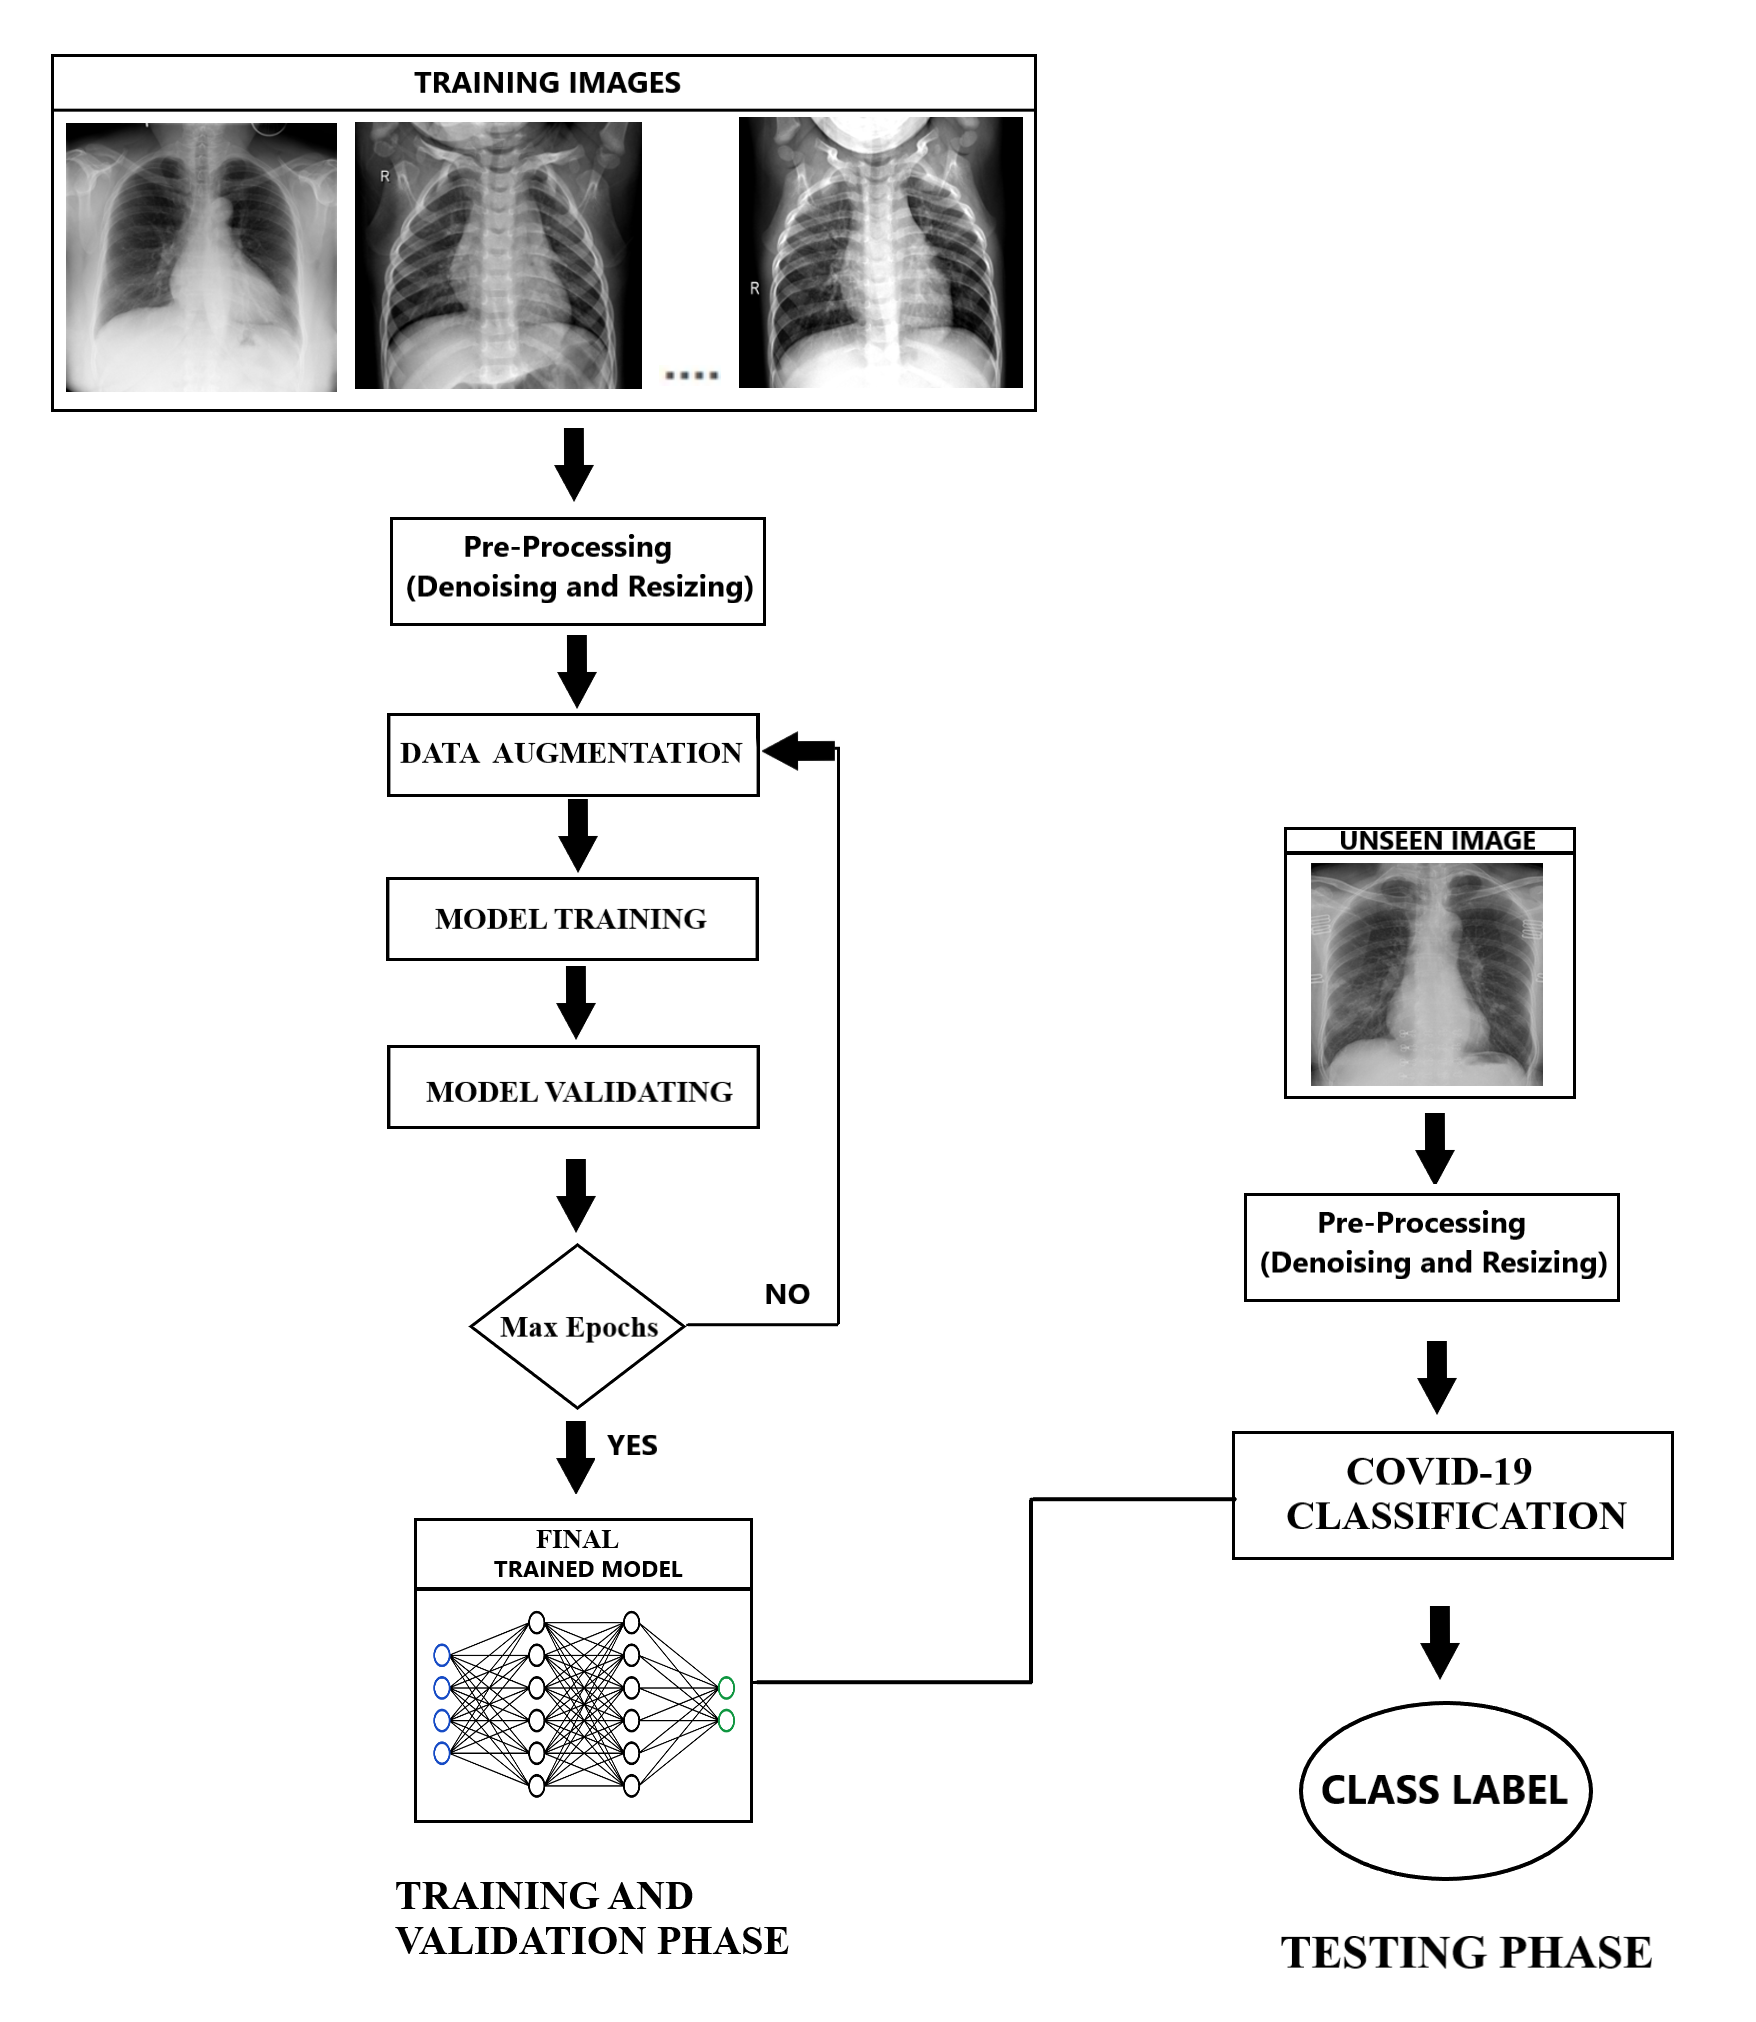 TRAINING IMAGES
R
R
Pre-Processing
(Denoising and Resizing)
DATA AUGMENTATION
MODEL TRAINING
MODEL VALIDATING
Max Epochs
NO
YES
FINAL
TRAINED MODEL
TRAINING AND
VALIDATION PHASE
UNSEEN IMAGE
Pre-Processing
(Denoising and Resizing)
COVID-19
CLASSIFICATION
CLASS LABEL
TESTING PHASE